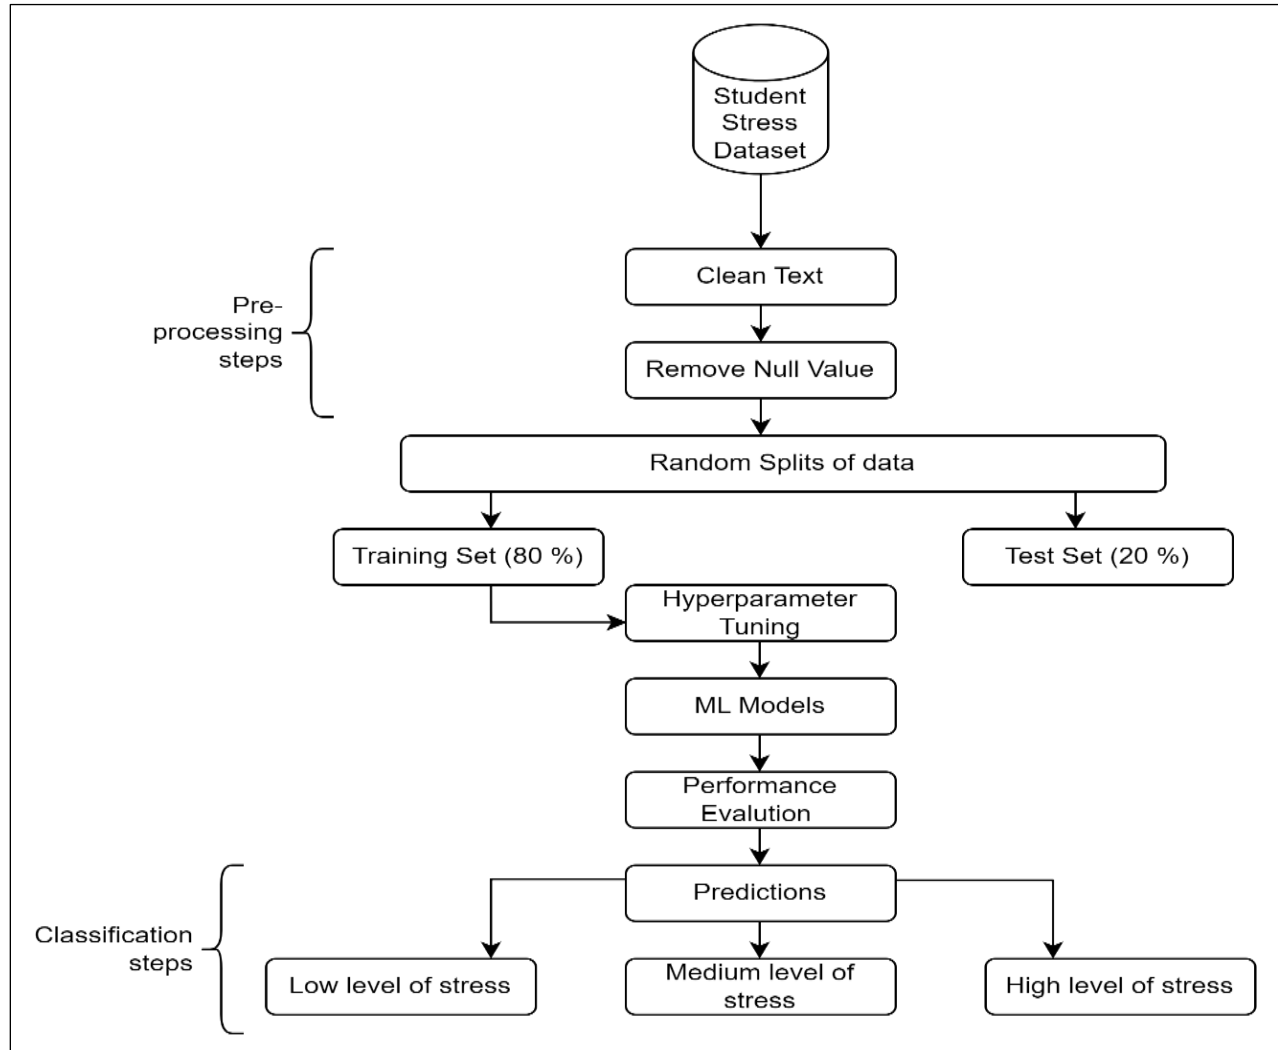 Student
Stress
Dataset
Clean Text
Pre-
processing
steps
Remove Null Value
Random Splits of data
Training Set (80 %)
Test Set (20 %)
Hyperparameter
Tuning
ML Models
Performance
Evalution
Predictions
Classification
steps
Low level of stress
Medium level of
stress
High level of stress